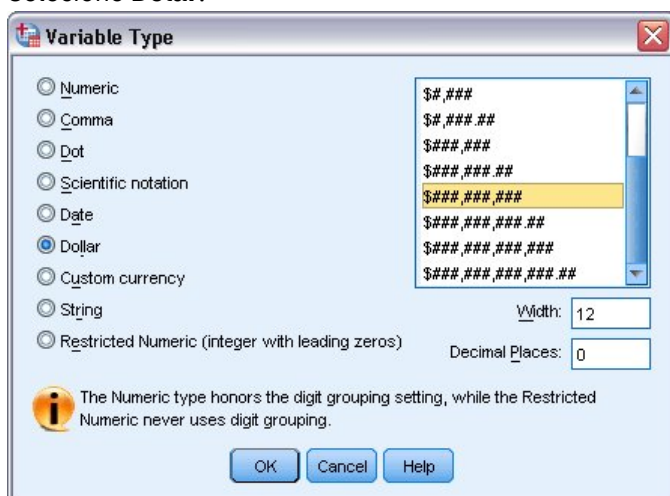 Selecione Dólar.
Variable Type
Numeric
Comma
Dot
Scientific notation
Date
Dollar
Custom currency
String
Restricted Numeric (integer with leading zeros)
$#,###
$#,###.##
$###,###
$###,###.##
$###,###,###
$###,###,###.##
$###,###,###,###
$###,###,###,###.##
Width: 12
Decimal Places: 0
The Numeric type honors the digit grouping setting, while the Restricted
Numeric never uses digit grouping.
OK
Cancel
Help